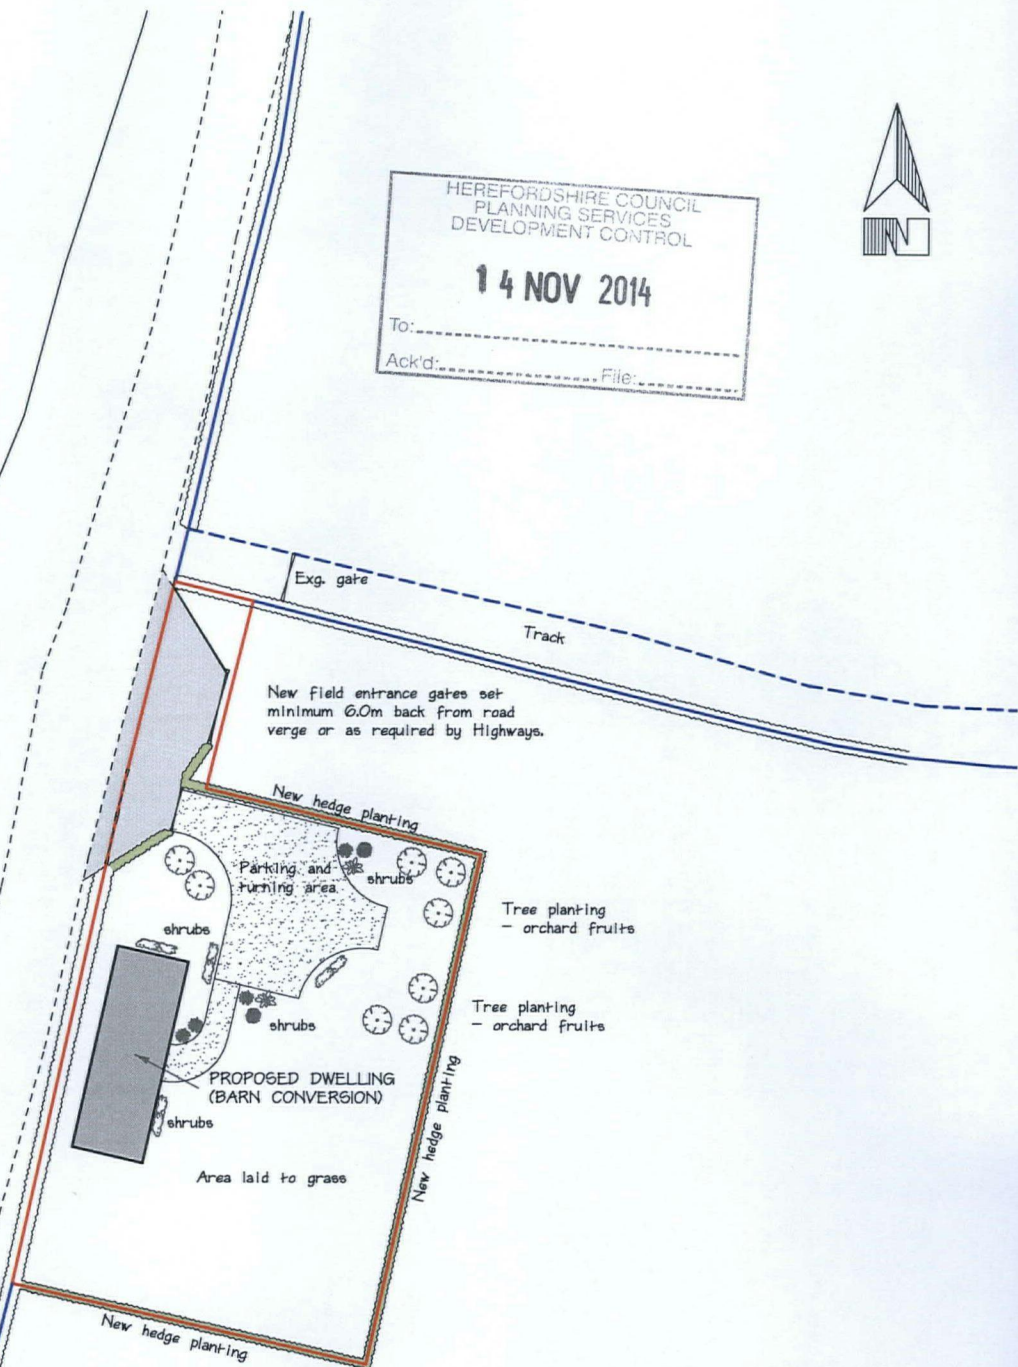 HEREFORDSHIRE COUNCIL
PLANNING SERVICES
DEVELOPMENT CONTROL
14 NOV 2014
To:
Ack'd: File:
N
Exg. gate
Track
New field entrance gates set
minimum 6.0m back from road
verge or as required by Highways.
New hedge planting
Parking and
turning area
shrubs
Tree planting
- orchard fruits
shrubs
Tree planting
- orchard fruits
shrubs
PROPOSED DWELLING
(BARN CONVERSION)
shrubs
New hedge planting
Area laid to grass
New hedge planting